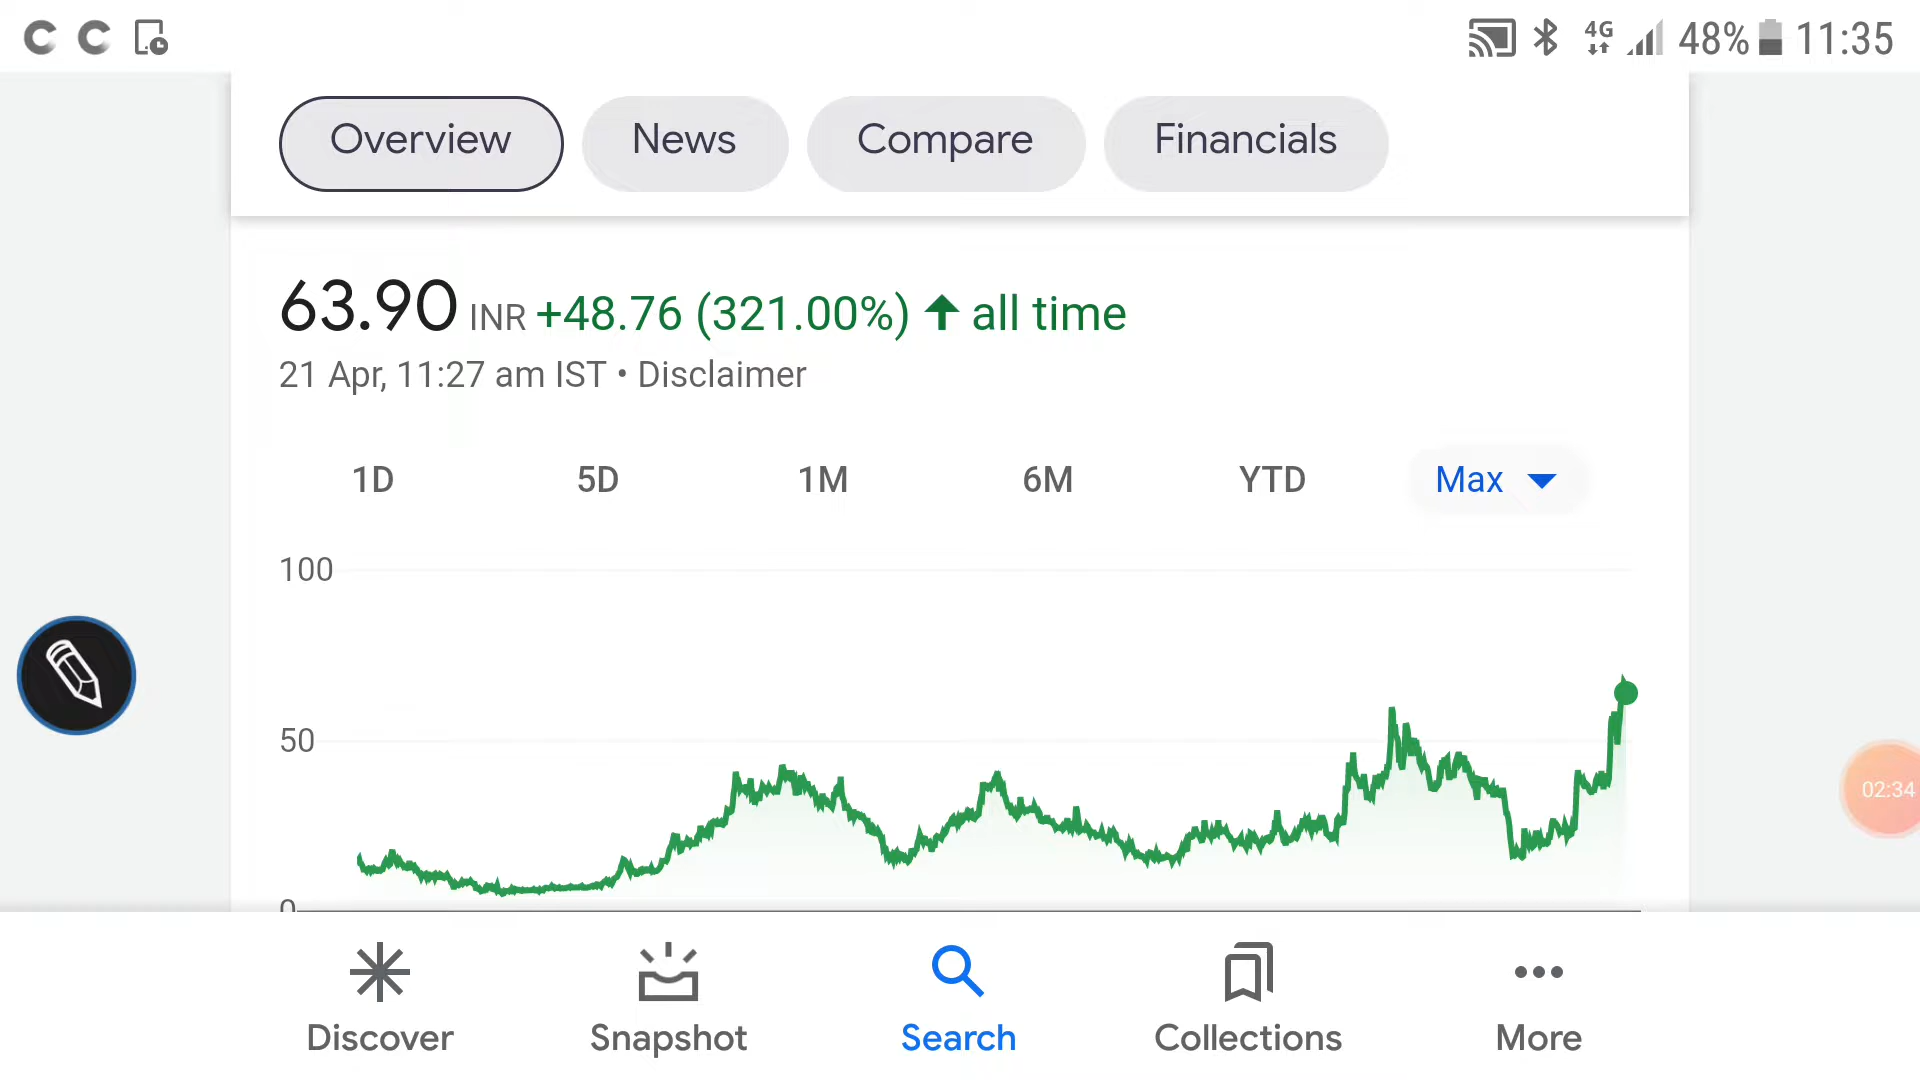 4G 48% 11:35
Overview News Compare Financials
63.90 INR +48.76 (321.00%) ↑ all time
21 Apr, 11:27 am IST • Disclaimer
1D 5D 1M 6M YTD Max
100
50
0
02:34
Discover Snapshot Search Collections More